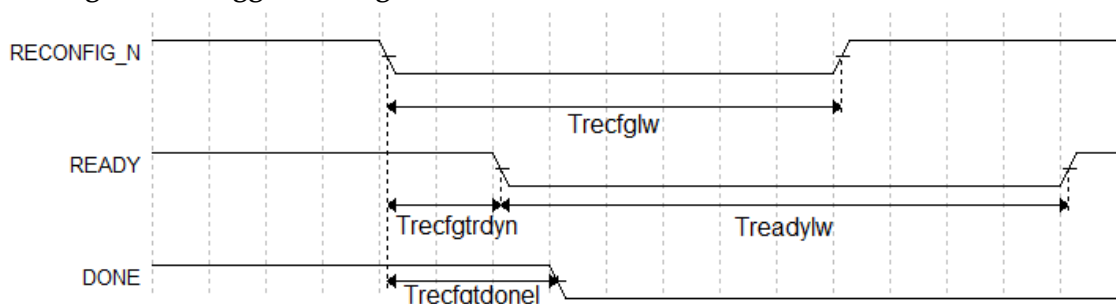 RECONFIG_N
Trecfglw
READY
Trecfgtrdyn
Treadylw
DONE
Trecfgtdonel